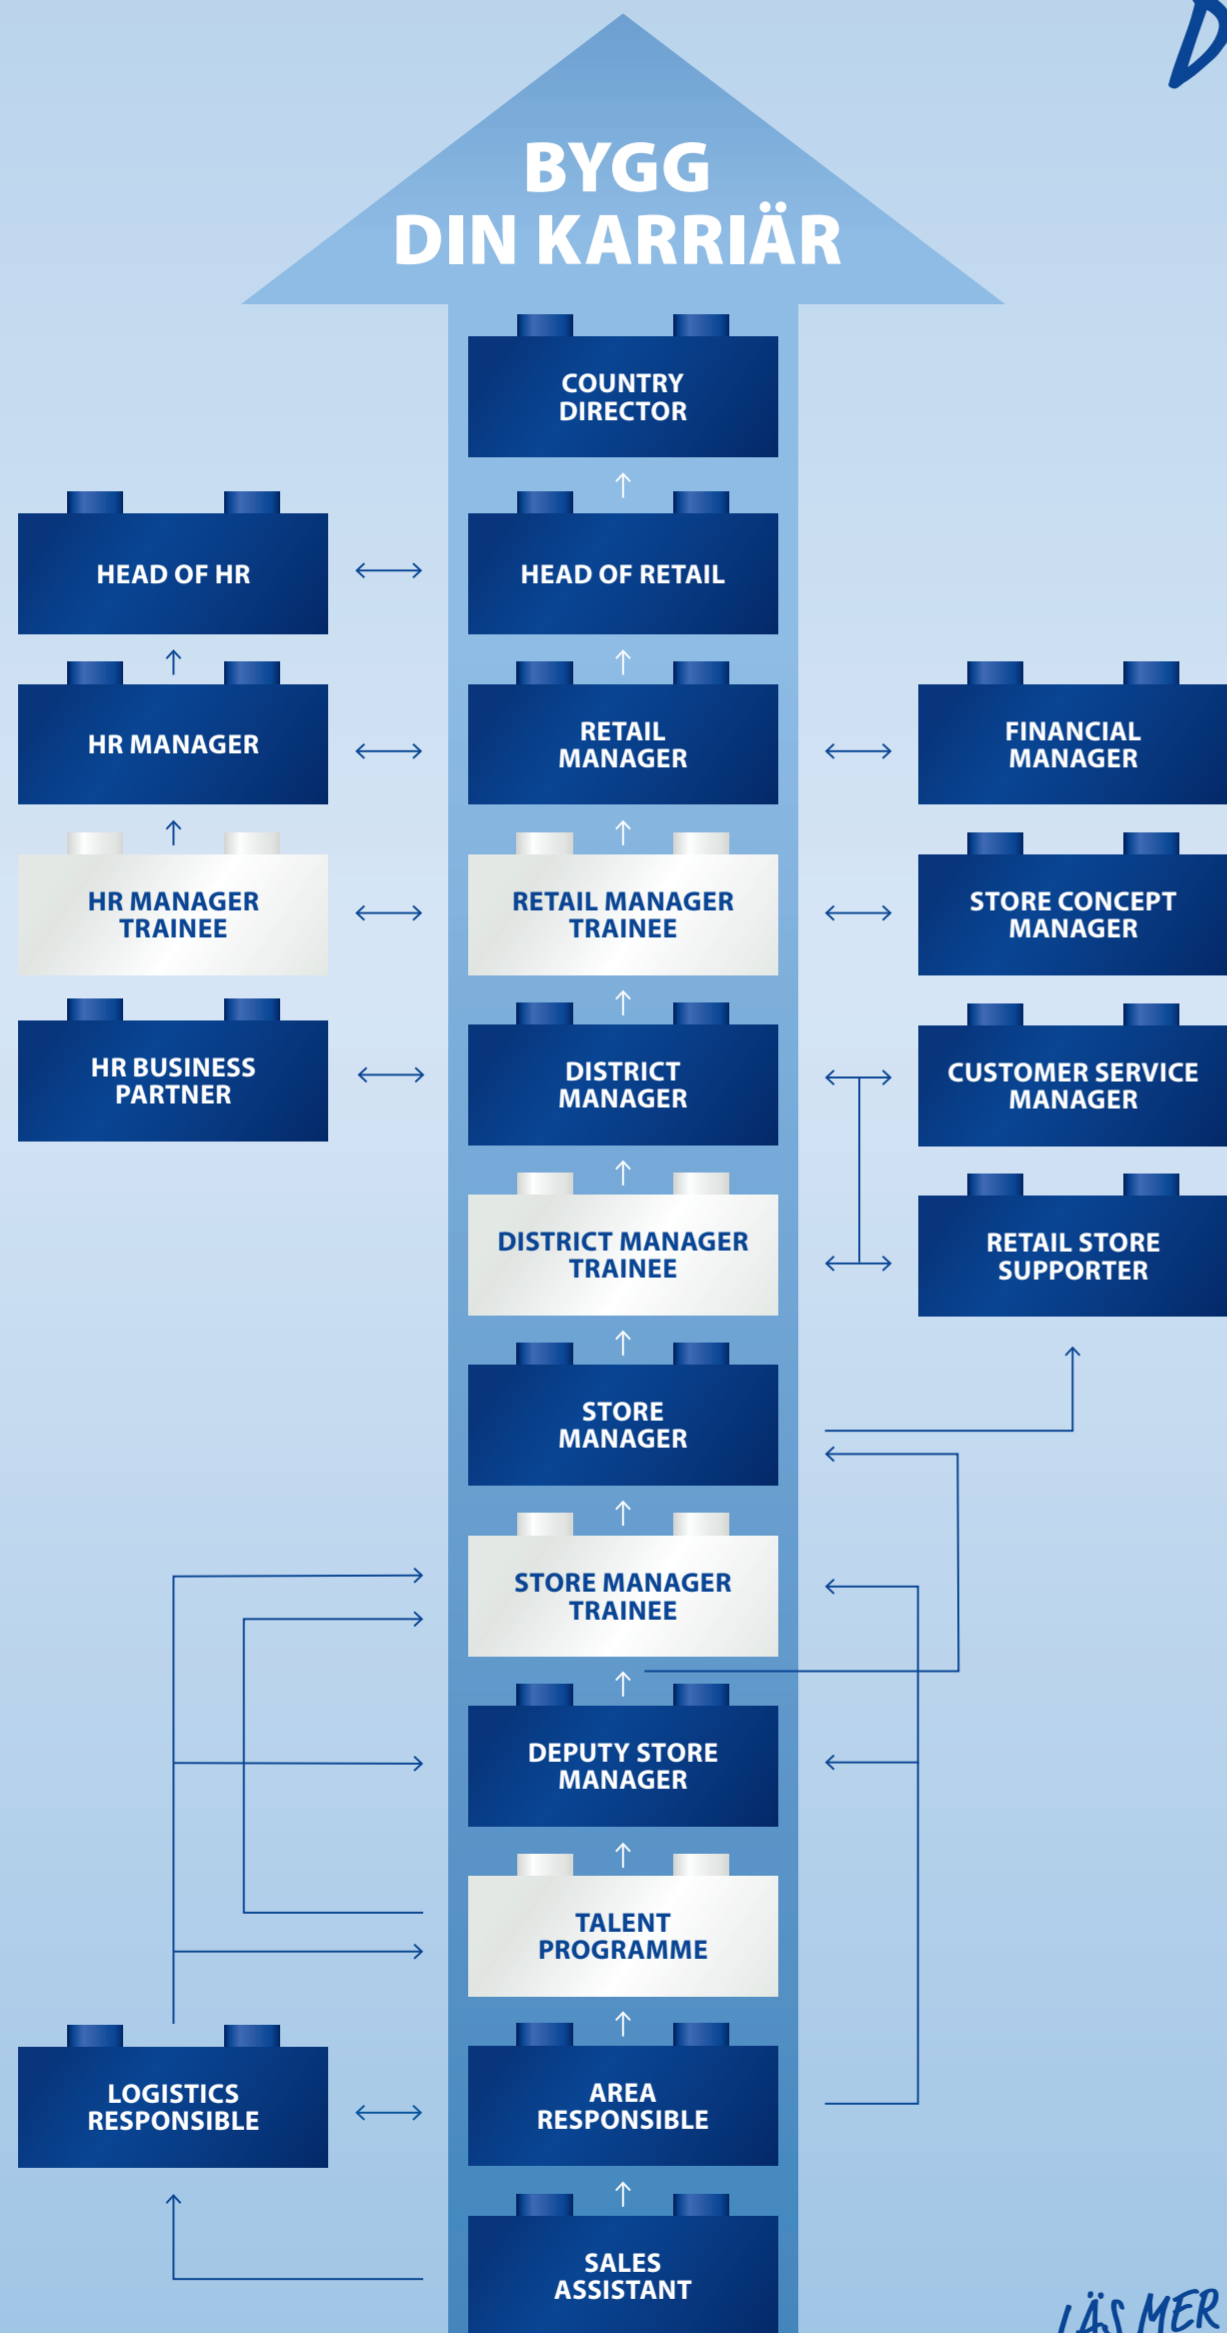 BYGG
DIN KARRIÄR
COUNTRY
DIRECTOR
HEAD OF HR
HEAD OF RETAIL
HR MANAGER
RETAIL
MANAGER
FINANCIAL
MANAGER
HR MANAGER
TRAINEE
RETAIL MANAGER
TRAINEE
STORE CONCEPT
MANAGER
HR BUSINESS
PARTNER
DISTRICT
MANAGER
CUSTOMER SERVICE
MANAGER
DISTRICT MANAGER
TRAINEE
RETAIL STORE
SUPPORTER
STORE
MANAGER
STORE MANAGER
TRAINEE
DEPUTY STORE
MANAGER
TALENT
PROGRAMME
LOGISTICS
RESPONSIBLE
AREA
RESPONSIBLE
SALES
ASSISTANT
LÄS MER